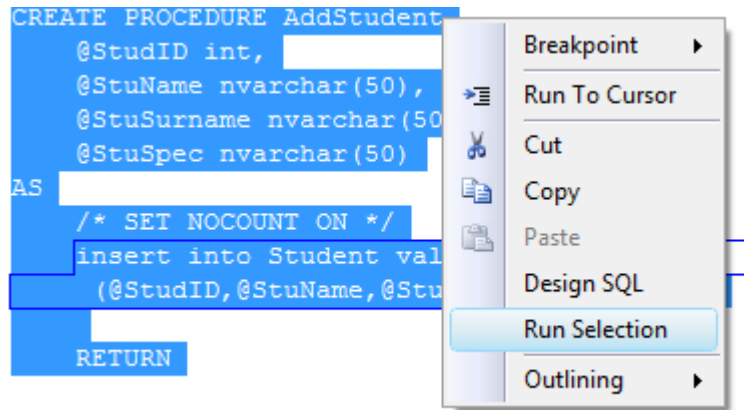 CREATE PROCEDURE AddStudent
@StudID int,
@StuName nvarchar(50),
@StuSurname nvarchar(50
@StuSpec nvarchar(50)
AS
/* SET NOCOUNT ON */
insert into Student val
(@StudID,@StuName,@Stu
RETURN
Breakpoint
Run To Cursor
Cut
Copy
Paste
Design SQL
Run Selection
Outlining